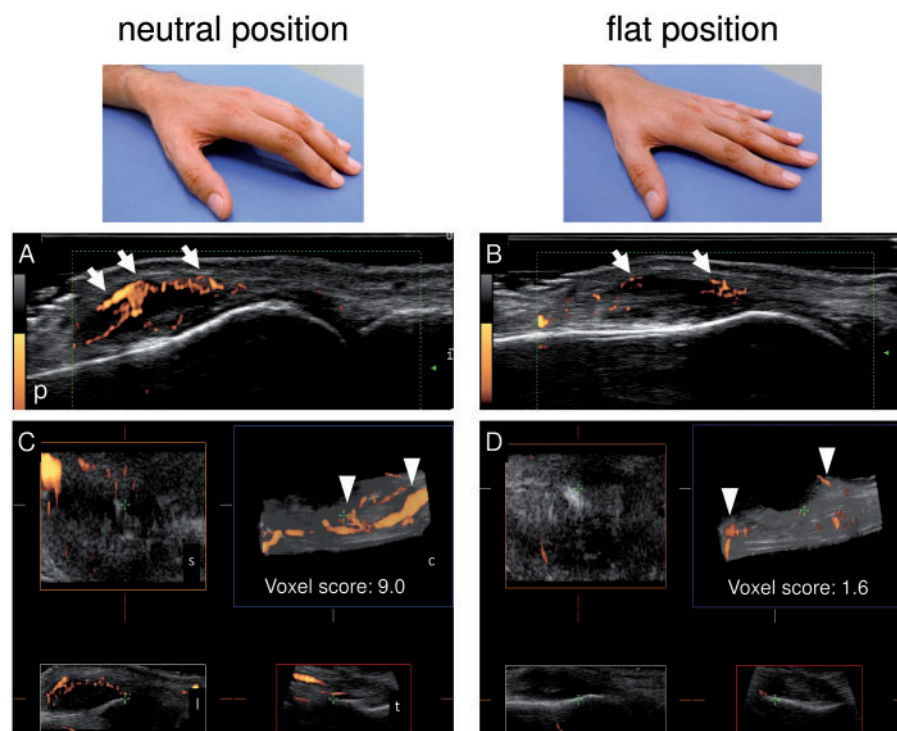 neutral position
flat position
A
B
p
C
D
s
c
Voxel score: 9.0
Voxel score: 1.6
l
t